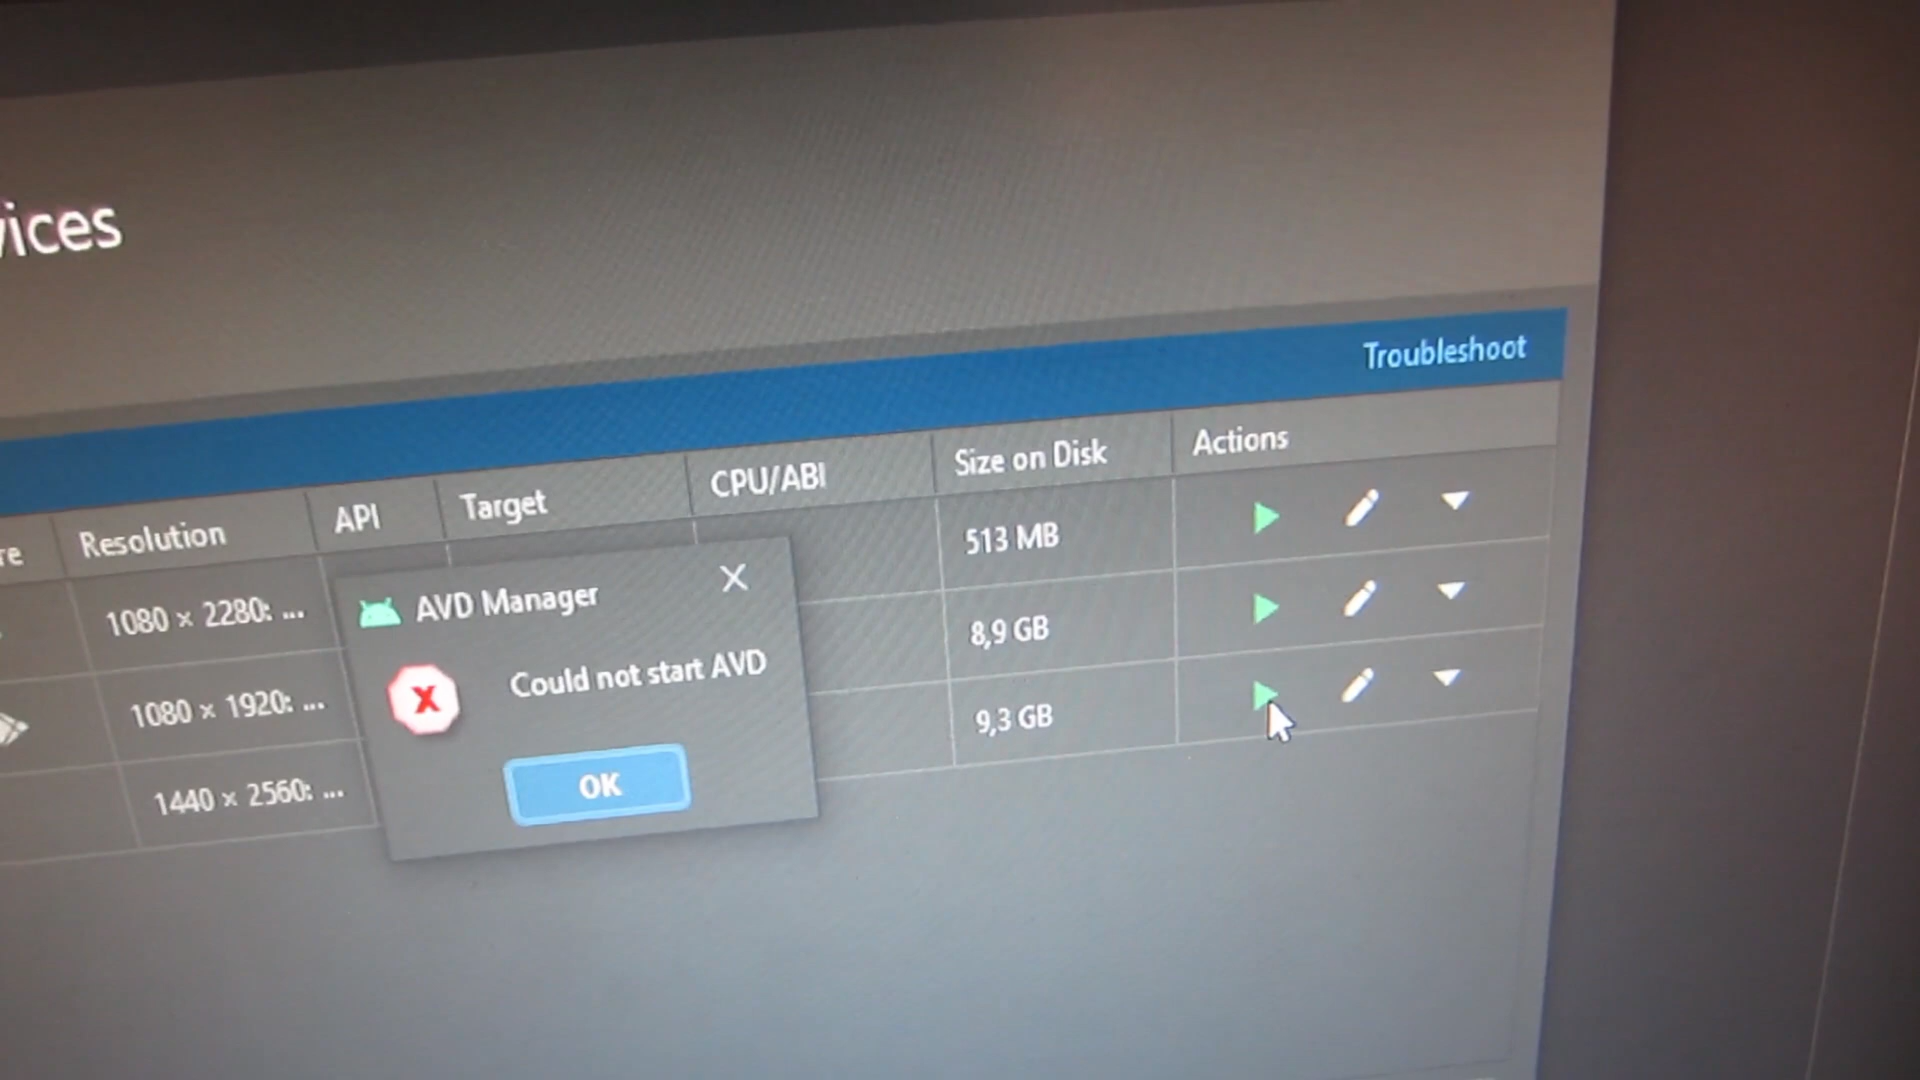 vices
Troubleshoot
re Resolution API Target CPU/ABI Size on Disk Actions
1080 × 2280: ... 513 MB
1080 × 1920: ... 8,9 GB
1440 × 2560: ... 9,3 GB
AVD Manager
Could not start AVD
OK